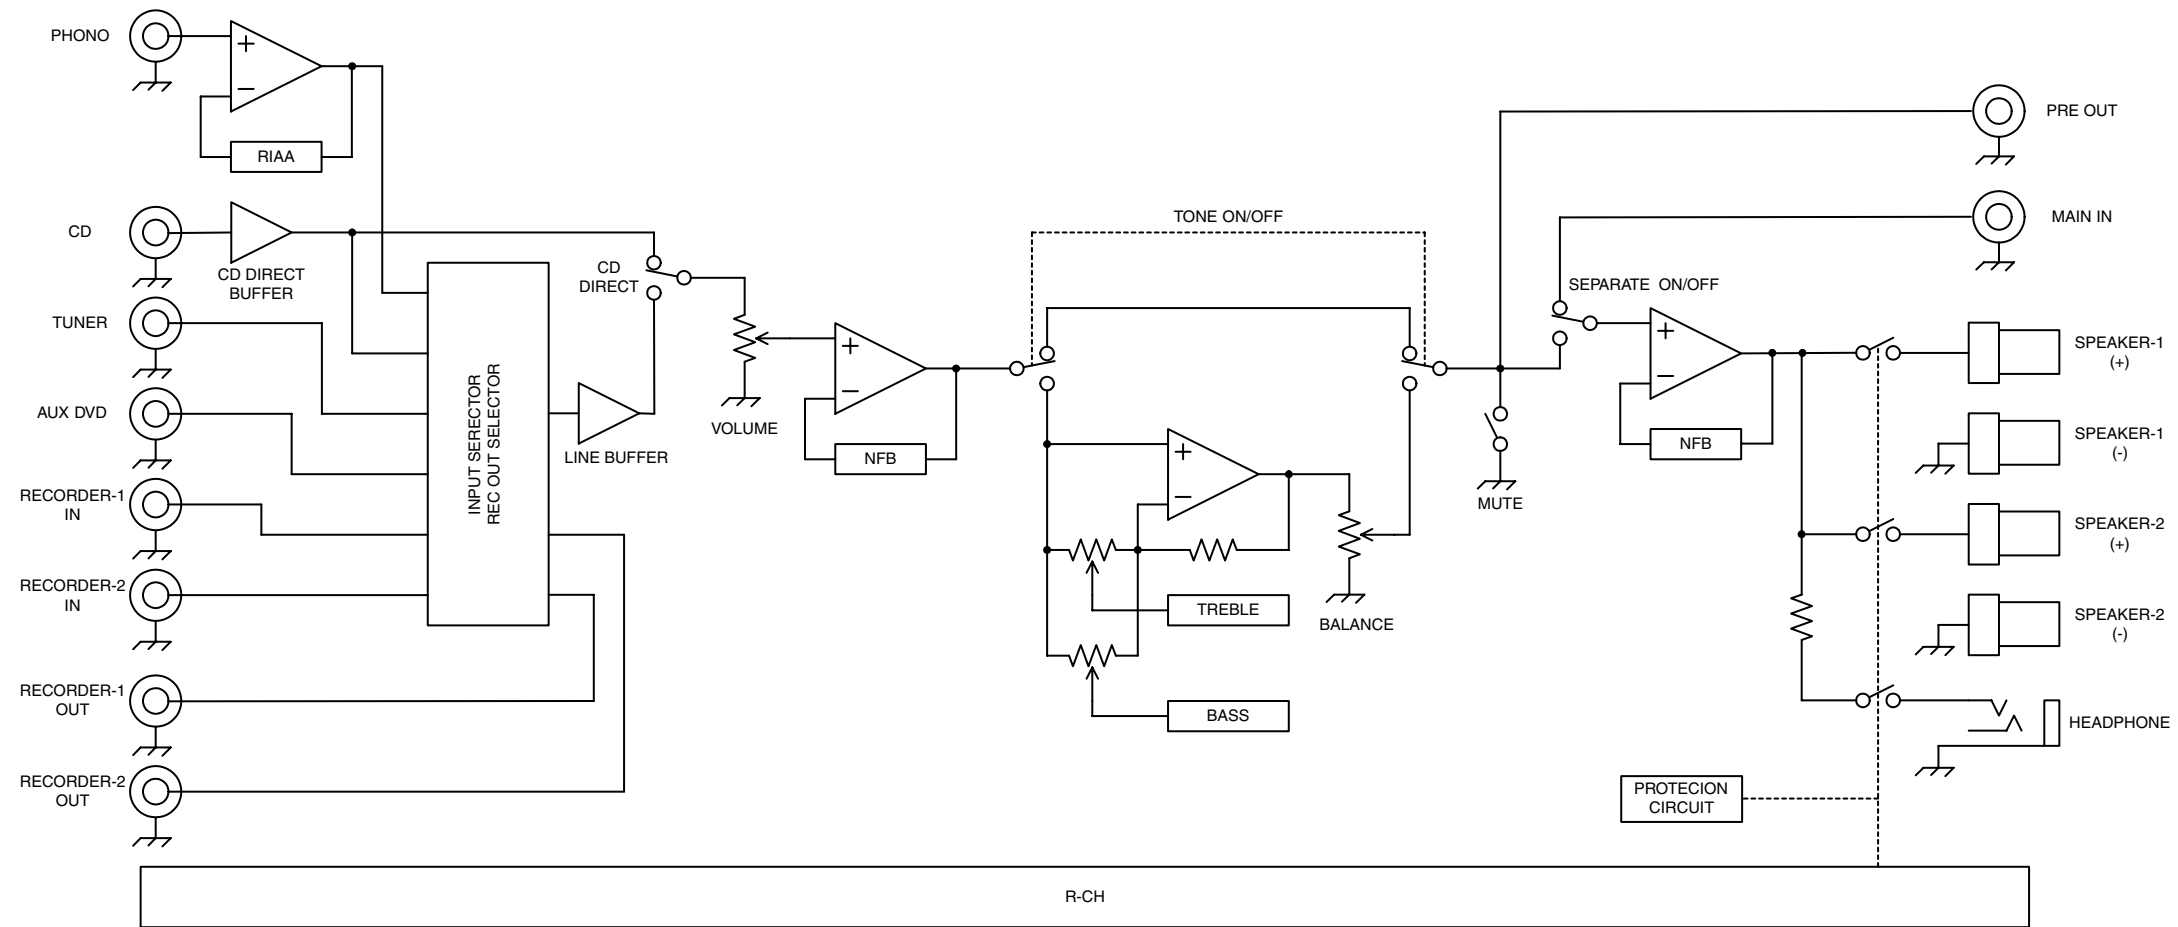 PHONO
+
−
RIAA
PRE OUT
CD
CD DIRECT
BUFFER
CD
DIRECT
TONE ON/OFF
MAIN IN
TUNER
SEPARATE ON/OFF
AUX DVD
INPUT SERECTOR
REC OUT SELECTOR
LINE BUFFER
VOLUME
+
−
NFB
+
−
TREBLE
BASS
BALANCE
MUTE
+
−
NFB
SPEAKER-1
(+)
SPEAKER-1
(-)
SPEAKER-2
(+)
SPEAKER-2
(-)
HEADPHONE
RECORDER-1
IN
RECORDER-2
IN
RECORDER-1
OUT
RECORDER-2
OUT
PROTECION
CIRCUIT
R-CH